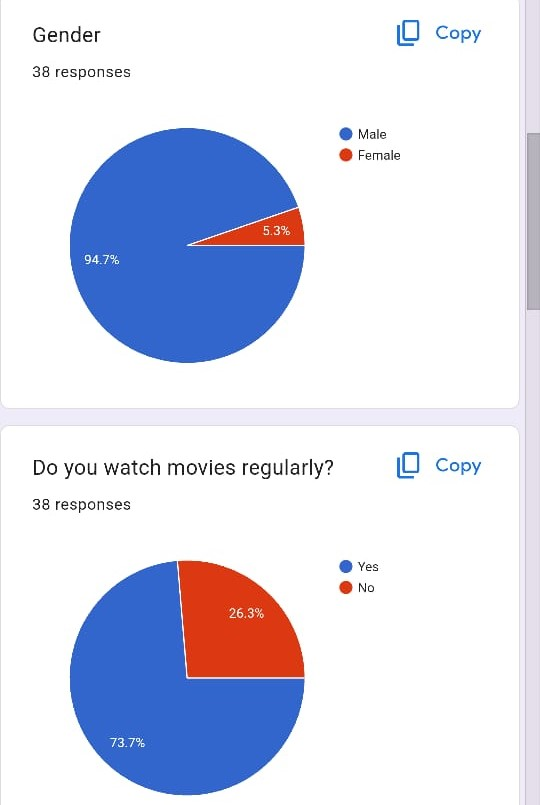 Gender
Copy
38 responses
Male
Female
5.3%
94.7%
Do you watch movies regularly?
Copy
38 responses
Yes
No
26.3%
73.7%